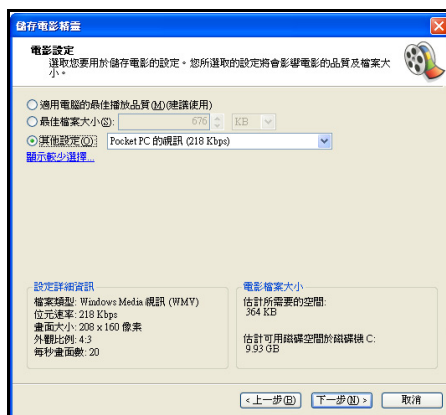 儲存電影精靈
電影設定
選取您要用於儲存電影的設定。您所選取的設定將會影響電影的品質及檔案大
小。
適用電腦的最佳播放品質(M)(建議使用)
最佳檔案大小(S): 676 KB
其他設定(O): Pocket PC 的視訊 (218 Kbps)
顯示較少選擇...
設定詳細資訊
檔案類型: Windows Media 視訊 (WMV)
位元速率: 218 Kbps
畫面大小: 208 x 160 像素
外觀比例: 4:3
每秒畫面數: 20
電影檔案大小
估計所需要的空間:
364 KB
估計可用磁碟空間於磁碟機 C:
9.93 GB
<上一步(B) 下一步(N)> 取消